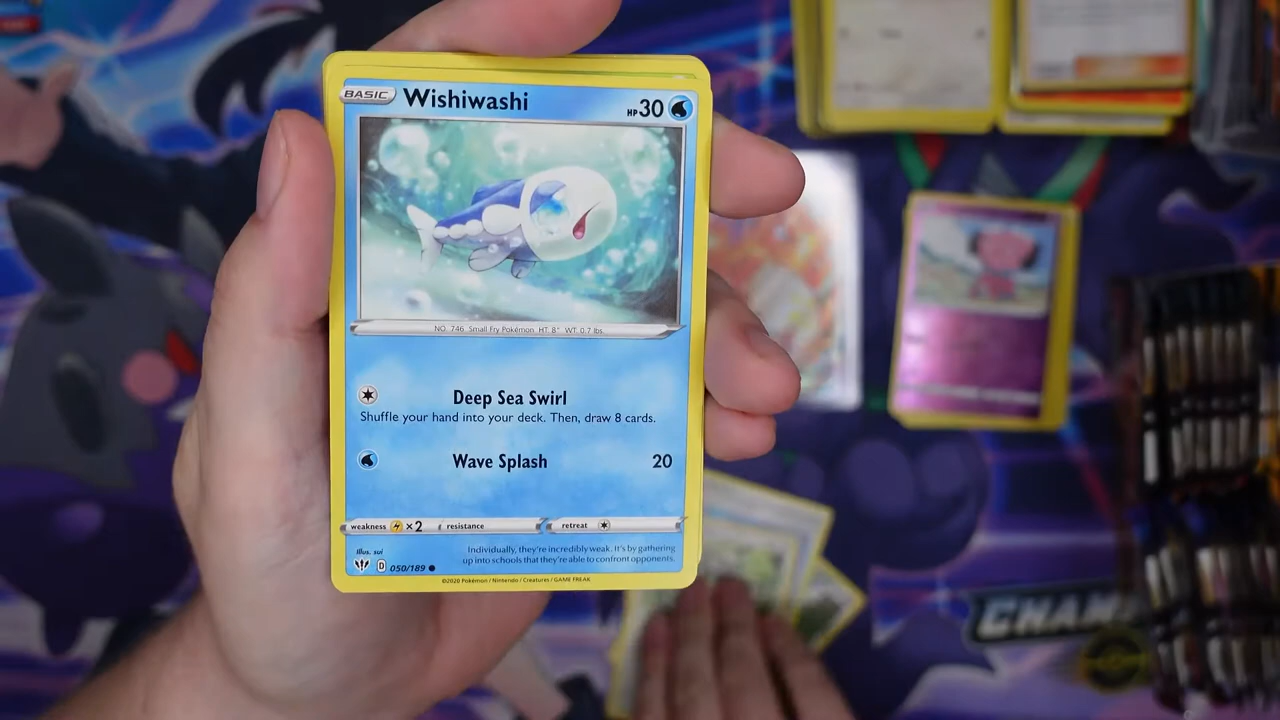 BASIC Wishiwashi HP 30
NO. 746 Small Fry Pokémon HT: 8" WT: 0.7 lbs.
Deep Sea Swirl
Shuffle your hand into your deck. Then, draw 8 cards.
Wave Splash 20
weakness ×2 resistance retreat
Illus. sui
Individually, they're incredibly weak. It's by gathering
up into schools that they're able to confront opponents.
D 050/189
©2020 Pokémon / Nintendo / Creatures / GAME FREAK
CHAM